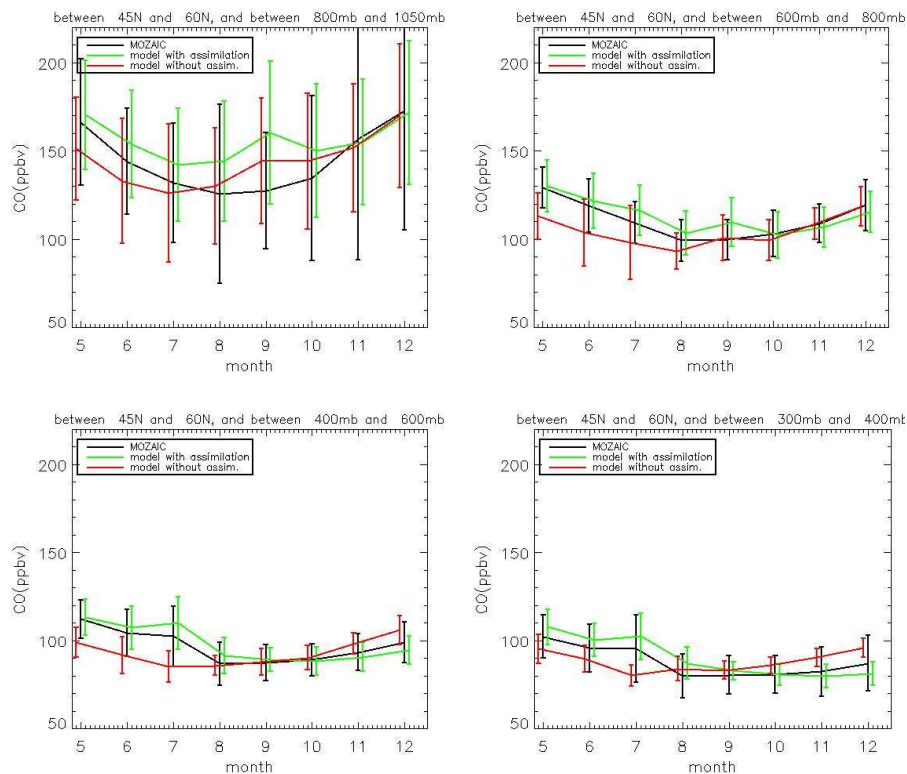 between 45N and 60N, and between 800mb and 1050mb
MOZAIC
model with assimilation
model without assim.
200
150
100
50
CO(ppbv)
5 6 7 8 9 10 11 12
month
between 45N and 60N, and between 600mb and 800mb
MOZAIC
model with assimilation
model without assim.
200
150
100
50
CO(ppbv)
5 6 7 8 9 10 11 12
month
between 45N and 60N, and between 400mb and 600mb
MOZAIC
model with assimilation
model without assim.
200
150
100
50
CO(ppbv)
5 6 7 8 9 10 11 12
month
between 45N and 60N, and between 300mb and 400mb
MOZAIC
model with assimilation
model without assim.
200
150
100
50
CO(ppbv)
5 6 7 8 9 10 11 12
month